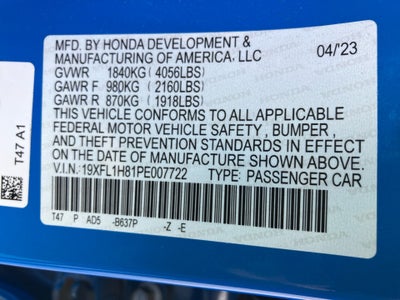 MFD. BY HONDA DEVELOPMENT & 04/23
MANUFACTURING OF AMERICA, LLC
GVWR 1840KG (4056LBS)
GAWR F 980KG (2160LBS)
GAWR R 870KG (1918LBS)
THIS VEHICLE CONFORMS TO ALL APPLICABLE
FEDERAL MOTOR VEHICLE SAFETY, BUMPER,
AND THEFT PREVENTION STANDARDS IN EFFECT
ON THE DATE OF MANUFACTURE SHOWN ABOVE.
V.I.N: 19XFL1H81PE007722 TYPE: PASSENGER CAR
T47 P AD5 -B637P -Z -E
T47 A1